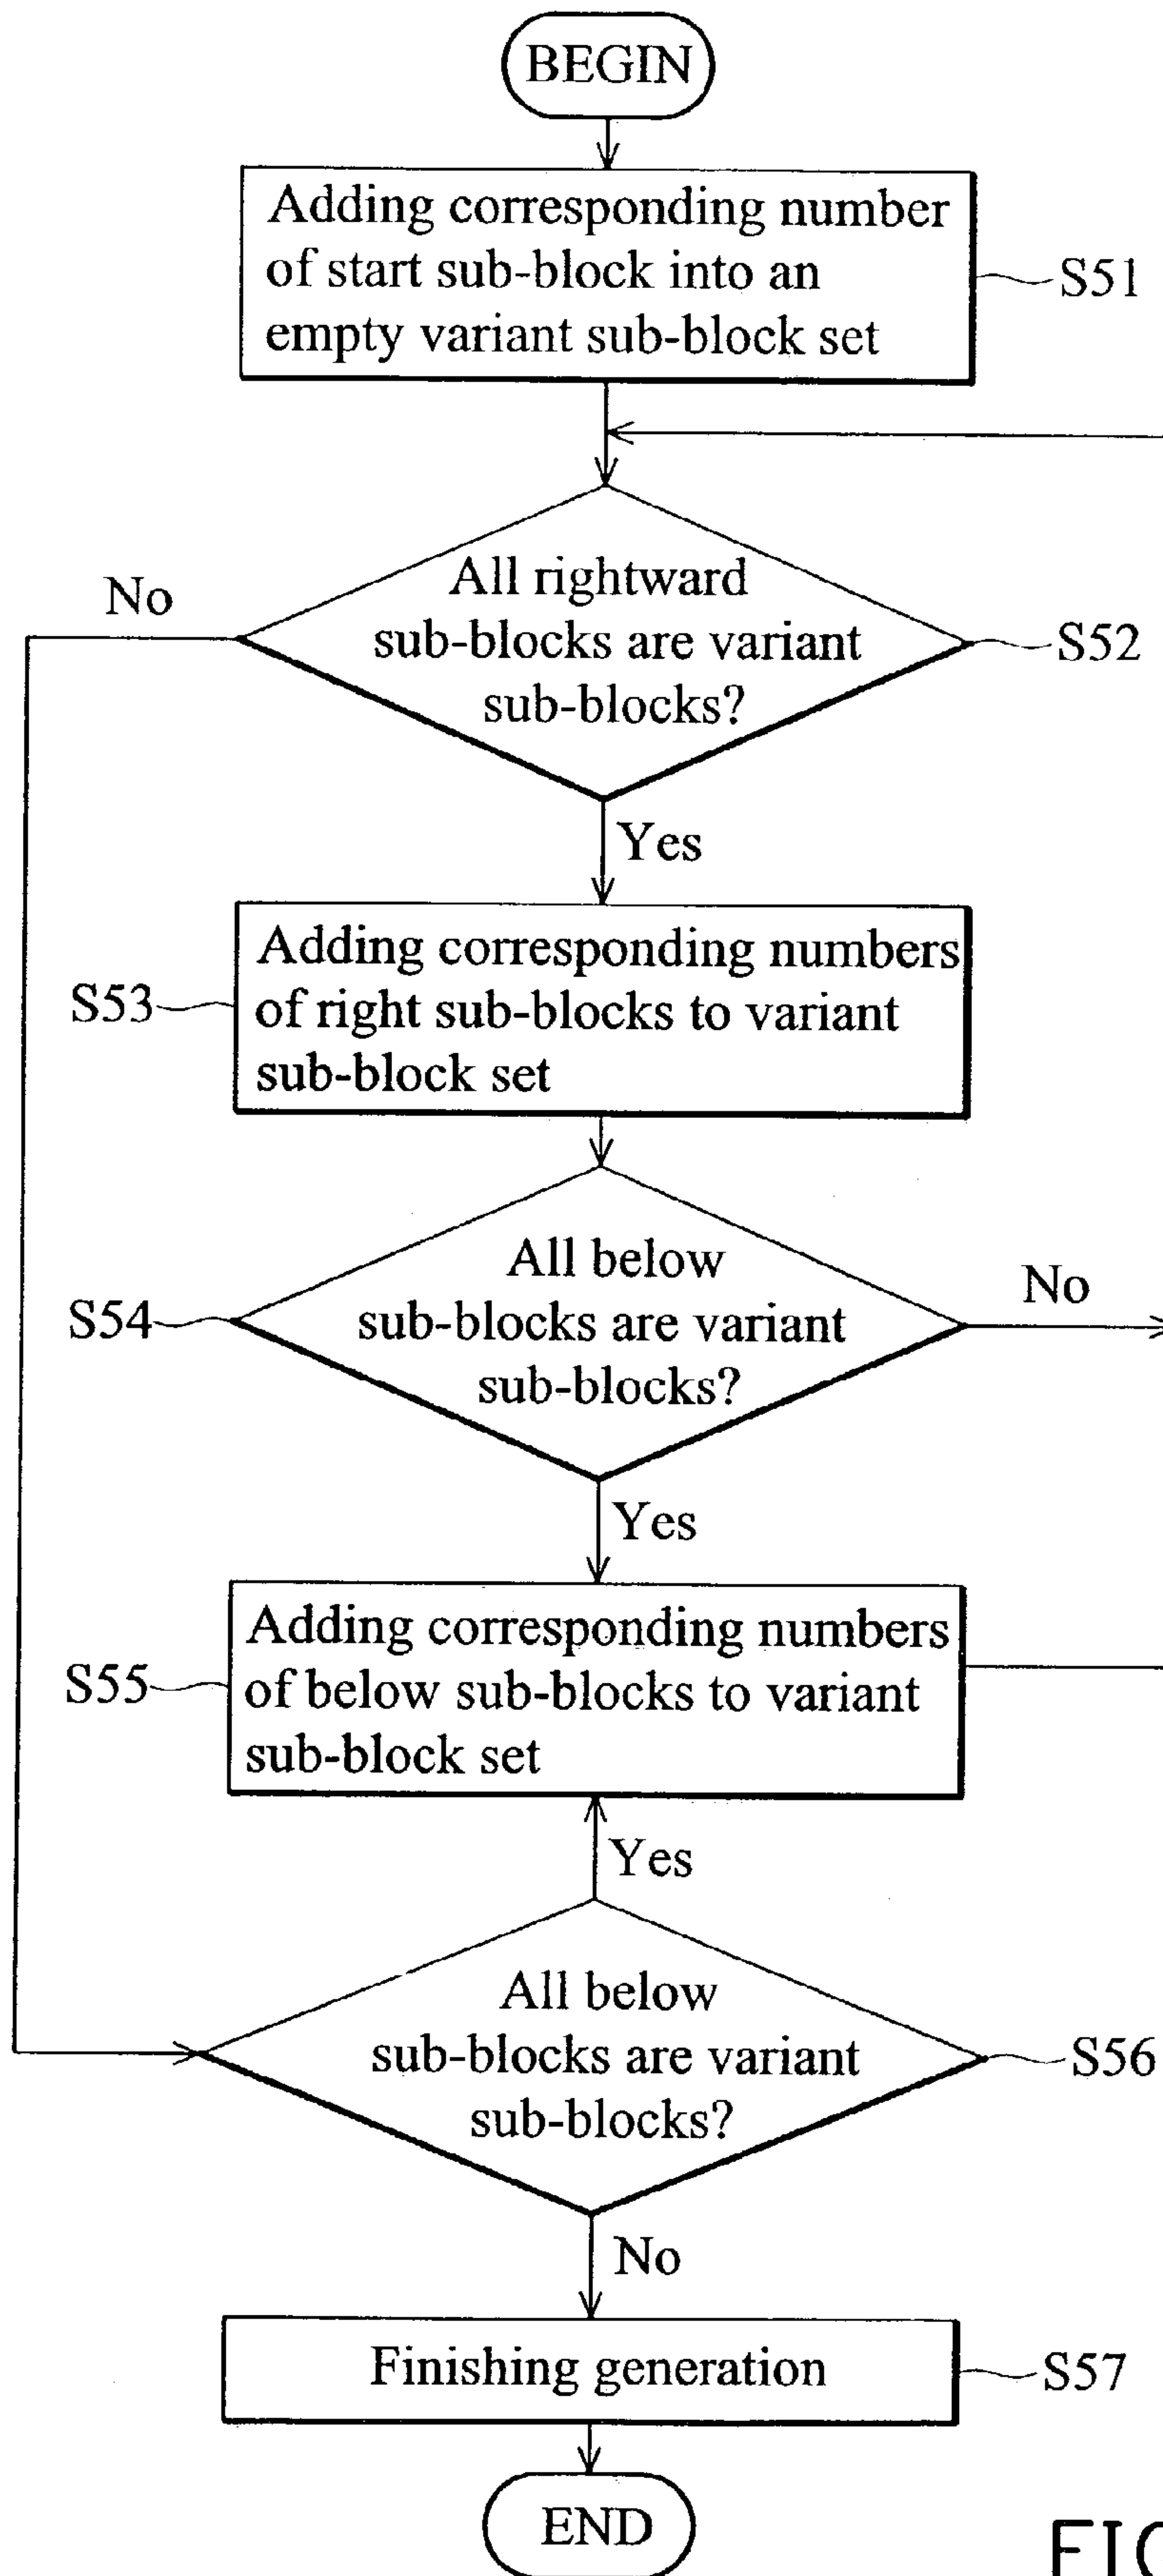 BEGIN
Adding corresponding number
of start sub-block into an
empty variant sub-block set
S51
No
All rightward
sub-blocks are variant
sub-blocks?
S52
Yes
Adding corresponding numbers
of right sub-blocks to variant
sub-block set
S53
All below
sub-blocks are variant
sub-blocks?
S54
No
Yes
Adding corresponding numbers
of below sub-blocks to variant
sub-block set
S55
Yes
All below
sub-blocks are variant
sub-blocks?
S56
No
Finishing generation
S57
END
FIG